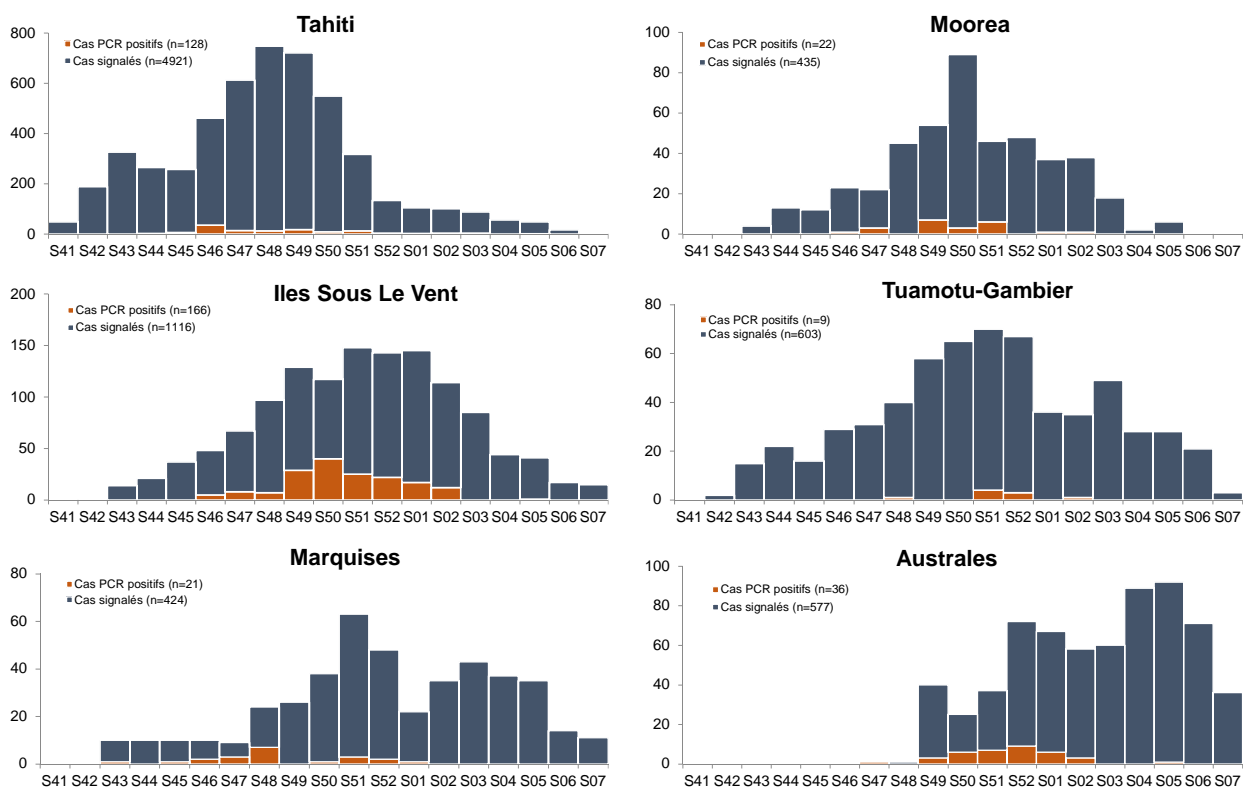 Tahiti
Cas PCR positifs (n=128)
Cas signalés (n=4921)
800
600
400
200
0
S41 S42 S43 S44 S45 S46 S47 S48 S49 S50 S51 S52 S01 S02 S03 S04 S05 S06 S07
Moorea
Cas PCR positifs (n=22)
Cas signalés (n=435)
100
80
60
40
20
0
S41 S42 S43 S44 S45 S46 S47 S48 S49 S50 S51 S52 S01 S02 S03 S04 S05 S06 S07
Iles Sous Le Vent
Cas PCR positifs (n=166)
Cas signalés (n=1116)
200
150
100
50
0
S41 S42 S43 S44 S45 S46 S47 S48 S49 S50 S51 S52 S01 S02 S03 S04 S05 S06 S07
Tuamotu-Gambier
Cas PCR positifs (n=9)
Cas signalés (n=603)
80
60
40
20
0
S41 S42 S43 S44 S45 S46 S47 S48 S49 S50 S51 S52 S01 S02 S03 S04 S05 S06 S07
Marquises
Cas PCR positifs (n=21)
Cas signalés (n=424)
80
60
40
20
0
S41 S42 S43 S44 S45 S46 S47 S48 S49 S50 S51 S52 S01 S02 S03 S04 S05 S06 S07
Australes
Cas PCR positifs (n=36)
Cas signalés (n=577)
100
80
60
40
20
0
S41 S42 S43 S44 S45 S46 S47 S48 S49 S50 S51 S52 S01 S02 S03 S04 S05 S06 S07